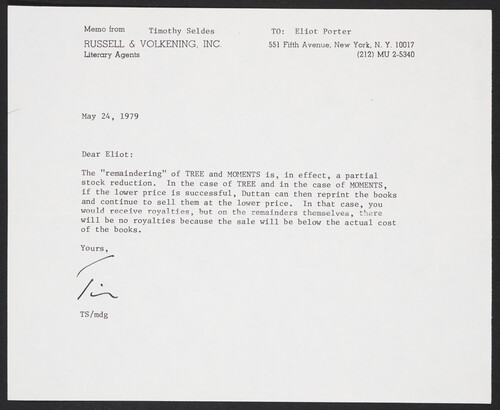 Memo from Timothy Seldes TO: Eliot Porter
RUSSELL & VOLKENING, INC. 551 Fifth Avenue, New York, N. Y. 10017
Literary Agents (212) MU 2-5340
May 24, 1979
Dear Eliot:
The "remaindering" of TREE and MOMENTS is, in effect, a partial
stock reduction. In the case of TREE and in the case of MOMENTS,
if the lower price is successful, Duttan can then reprint the books
and continue to sell them at the lower price. In that case, you
would receive royalties, but on the remainders themselves, there
will be no royalties because the sale will be below the actual cost
of the books.
Yours,
Tim
TS/mdg